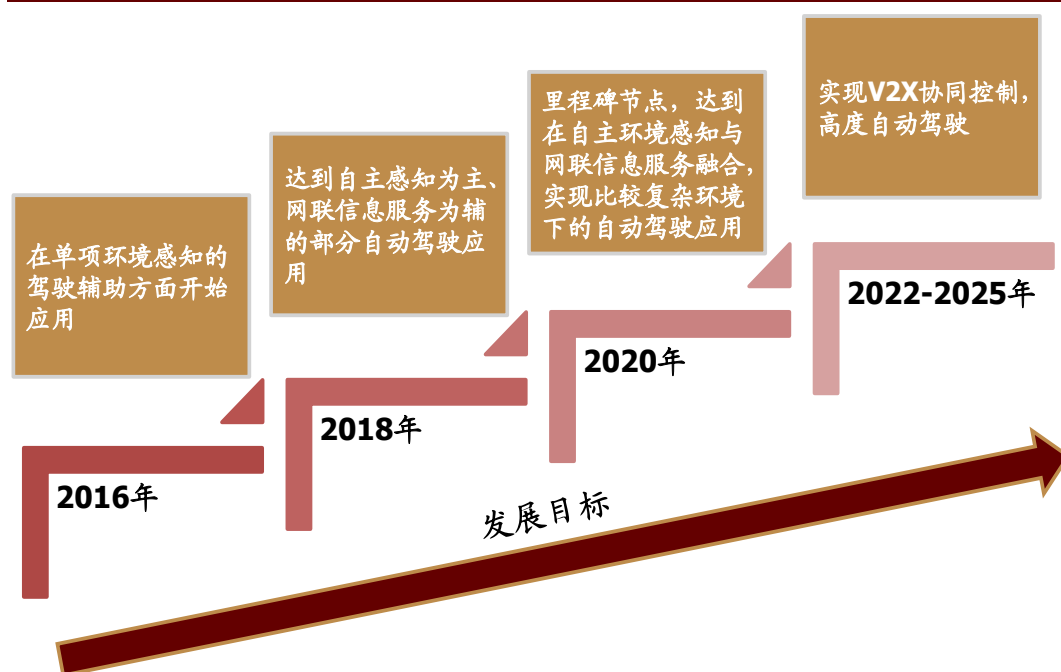 在单项环境感知的
驾驶辅助方面开始
应用
2016年
达到自主感知为主、
网联信息服务为辅
的部分自动驾驶应
用
2018年
里程碑节点，达到
在自主环境感知与
网联信息服务融合，
实现比较复杂环境
下的自动驾驶应用
2020年
实现V2X协同控制，
高度自动驾驶
2022-2025年
发展目标